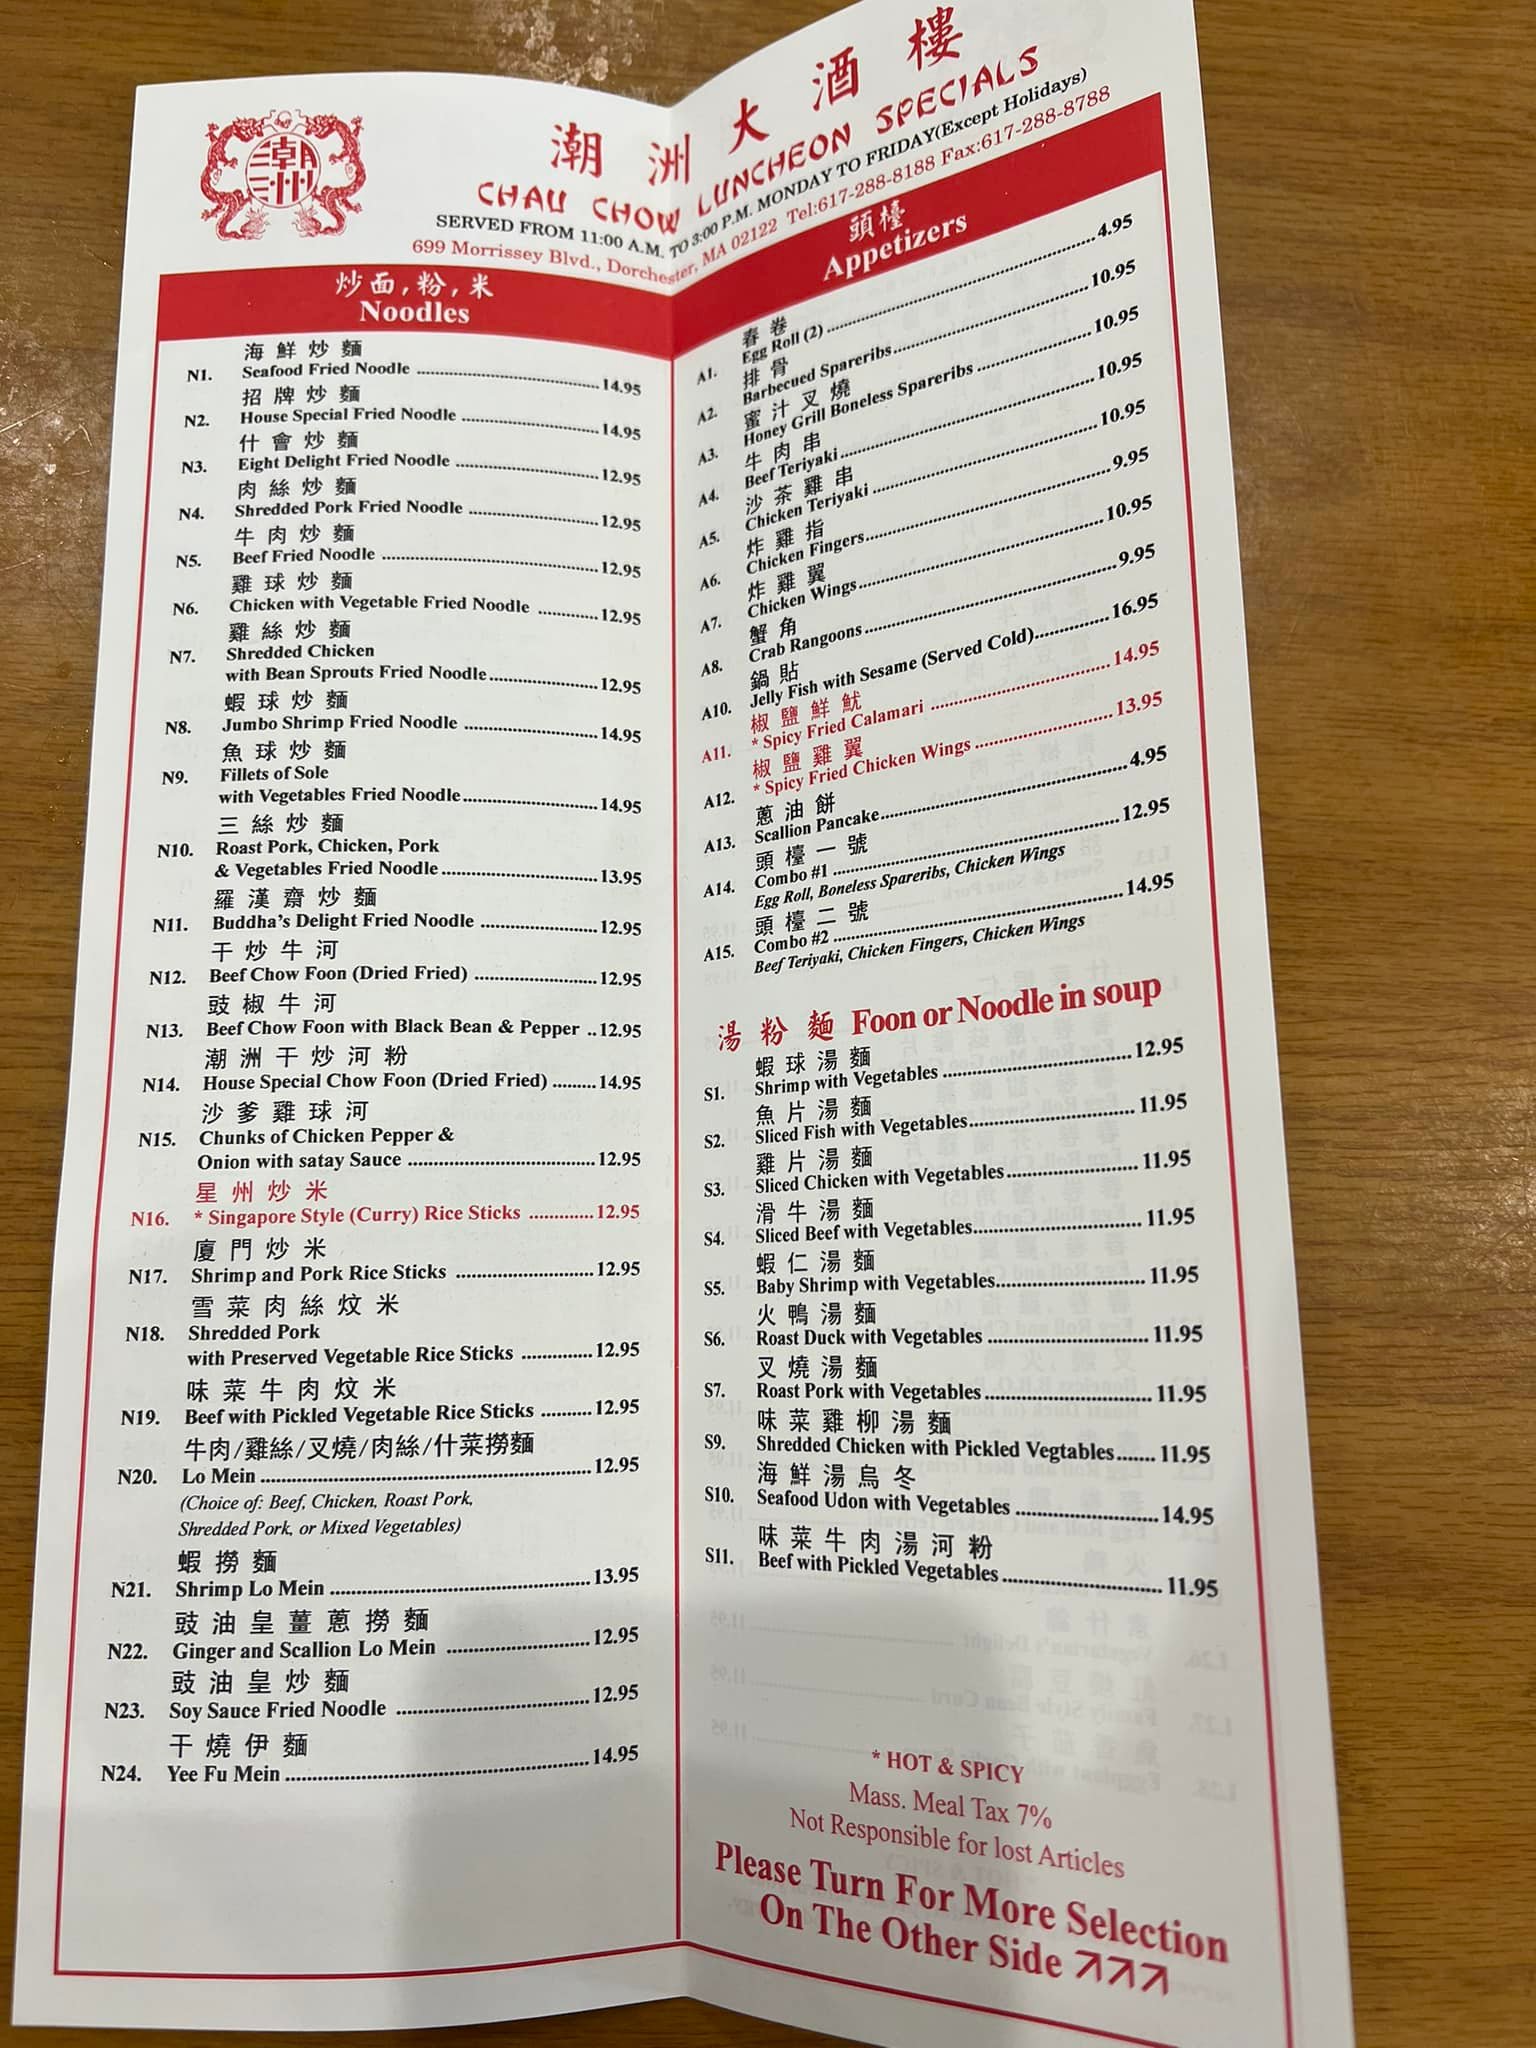 潮洲
潮洲大酒樓
CHAU CHOW LUNCHEON SPECIALS
SERVED FROM 11:00 A.M. TO 3:00 P.M. MONDAY TO FRIDAY(Except Holidays)
699 Morrissey Blvd., Dorchester, MA 02122 Tel:617-288-8188 Fax:617-288-8788
炒面,粉,米
Noodles
海鮮炒麵
N1. Seafood Fried Noodle 14.95
招牌炒麵
N2. House Special Fried Noodle 14.95
什會炒麵
N3. Eight Delight Fried Noodle 12.95
肉絲炒麵
N4. Shredded Pork Fried Noodle 12.95
牛肉炒麵
N5. Beef Fried Noodle 12.95
雞球炒麵
N6. Chicken with Vegetable Fried Noodle 12.95
雞絲炒麵
N7. Shredded Chicken
with Bean Sprouts Fried Noodle 12.95
蝦球炒麵
N8. Jumbo Shrimp Fried Noodle 14.95
魚球炒麵
N9. Fillets of Sole
with Vegetables Fried Noodle 14.95
三絲炒麵
N10. Roast Pork, Chicken, Pork
& Vegetables Fried Noodle 13.95
羅漢齋炒麵
N11. Buddha's Delight Fried Noodle 12.95
干炒牛河
N12. Beef Chow Foon (Dried Fried) 12.95
豉椒牛河
N13. Beef Chow Foon with Black Bean & Pepper 12.95
潮洲干炒河粉
N14. House Special Chow Foon (Dried Fried) 14.95
沙爹雞球河
N15. Chunks of Chicken Pepper &
Onion with satay Sauce 12.95
星州炒米
N16. * Singapore Style (Curry) Rice Sticks 12.95
廈門炒米
N17. Shrimp and Pork Rice Sticks 12.95
雪菜肉絲炆米
N18. Shredded Pork
with Preserved Vegetable Rice Sticks 12.95
味菜牛肉炆米
N19. Beef with Pickled Vegetable Rice Sticks 12.95
牛肉/雞絲/叉燒/肉絲/什菜撈麵
N20. Lo Mein 12.95
(Choice of: Beef, Chicken, Roast Pork,
Shredded Pork, or Mixed Vegetables)
蝦撈麵
N21. Shrimp Lo Mein 13.95
豉油皇薑蔥撈麵
N22. Ginger and Scallion Lo Mein 12.95
豉油皇炒麵
N23. Soy Sauce Fried Noodle 12.95
干燒伊麵
N24. Yee Fu Mein 14.95
頭檯
Appetizers
春卷
A1. Egg Roll (2) 4.95
排骨
A2. Barbecued Spareribs 10.95
蜜汁叉燒
A3. Honey Grill Boneless Spareribs 10.95
牛肉串
A4. Beef Teriyaki 10.95
沙茶雞串
A5. Chicken Teriyaki 10.95
炸雞指
A6. Chicken Fingers 9.95
炸雞翼
A7. Chicken Wings 10.95
蟹角
A8. Crab Rangoons 9.95
鍋貼
A10. Jelly Fish with Sesame (Served Cold) 16.95
椒鹽鮮魷
A11. * Spicy Fried Calamari 14.95
椒鹽雞翼
A12. * Spicy Fried Chicken Wings 13.95
蔥油餅
A13. Scallion Pancake 4.95
頭檯一號
A14. Combo #1 12.95
Egg Roll, Boneless Spareribs, Chicken Wings
頭檯二號
A15. Combo #2 14.95
Beef Teriyaki, Chicken Fingers, Chicken Wings
湯粉麵 Foon or Noodle in soup
蝦球湯麵
S1. Shrimp with Vegetables 12.95
魚片湯麵
S2. Sliced Fish with Vegetables 11.95
雞片湯麵
S3. Sliced Chicken with Vegetables 11.95
滑牛湯麵
S4. Sliced Beef with Vegetables 11.95
蝦仁湯麵
S5. Baby Shrimp with Vegetables 11.95
火鴨湯麵
S6. Roast Duck with Vegetables 11.95
叉燒湯麵
S7. Roast Pork with Vegetables 11.95
味菜雞柳湯麵
S9. Shredded Chicken with Pickled Vegtables 11.95
海鮮湯烏冬
S10. Seafood Udon with Vegetables 14.95
味菜牛肉湯河粉
S11. Beef with Pickled Vegetables 11.95
* HOT & SPICY
Mass. Meal Tax 7%
Not Responsible for lost Articles
Please Turn For More Selection
On The Other Side ↗↗↗